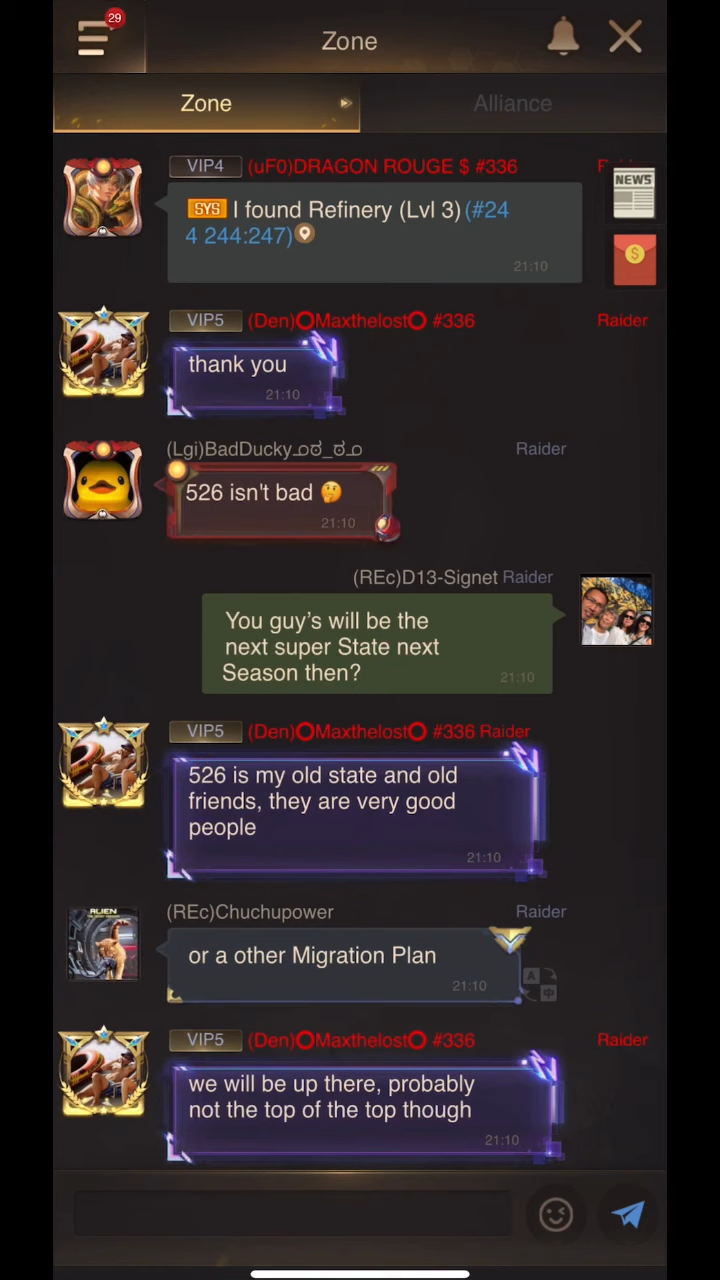 29
Zone
Zone
Alliance
VIP4 (uF0)DRAGON ROUGE $ #336
NEWS
SYS I found Refinery (Lvl 3) (#24
4 244:247)
21:10
VIP5 (Den)⭕Maxthelost⭕ #336 Raider
thank you
21:10
(Lgi)BadDucky Raider
526 isn't bad 🤔
21:10
(REc)D13-Signet Raider
You guy's will be the
next super State next
Season then?
21:10
VIP5 (Den)⭕Maxthelost⭕ #336 Raider
526 is my old state and old
friends, they are very good
people
21:10
ALIEN
(REc)Chuchupower Raider
or a other Migration Plan
21:10
A
中
VIP5 (Den)⭕Maxthelost⭕ #336 Raider
we will be up there, probably
not the top of the top though
21:10